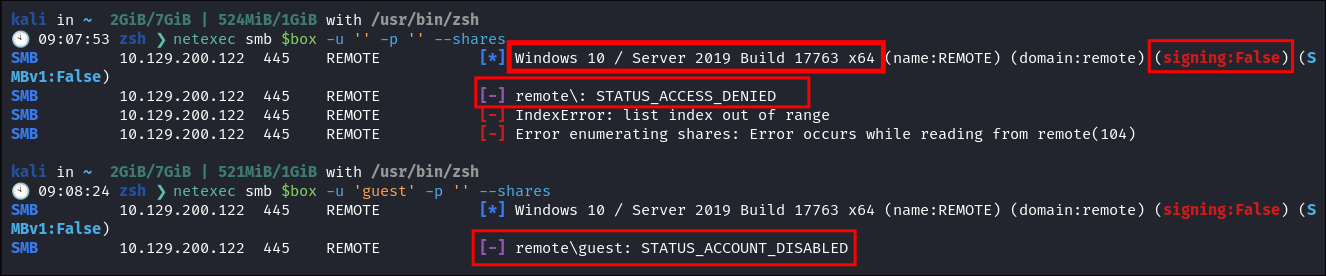 kali in ~  2GiB/7GiB | 524MiB/1GiB with /usr/bin/zsh
🕙 09:07:53 zsh ❯ netexec smb $box -u '' -p '' --shares
SMB         10.129.200.122  445    REMOTE           [*] Windows 10 / Server 2019 Build 17763 x64 (name:REMOTE) (domain:remote) (signing:False) (S
MBv1:False)
SMB         10.129.200.122  445    REMOTE           [-] remote\: STATUS_ACCESS_DENIED
SMB         10.129.200.122  445    REMOTE           [-] IndexError: list index out of range
SMB         10.129.200.122  445    REMOTE           [-] Error enumerating shares: Error occurs while reading from remote(104)
kali in ~  2GiB/7GiB | 521MiB/1GiB with /usr/bin/zsh
🕙 09:08:24 zsh ❯ netexec smb $box -u 'guest' -p '' --shares
SMB         10.129.200.122  445    REMOTE           [*] Windows 10 / Server 2019 Build 17763 x64 (name:REMOTE) (domain:remote) (signing:False) (S
MBv1:False)
SMB         10.129.200.122  445    REMOTE           [-] remote\guest: STATUS_ACCOUNT_DISABLED